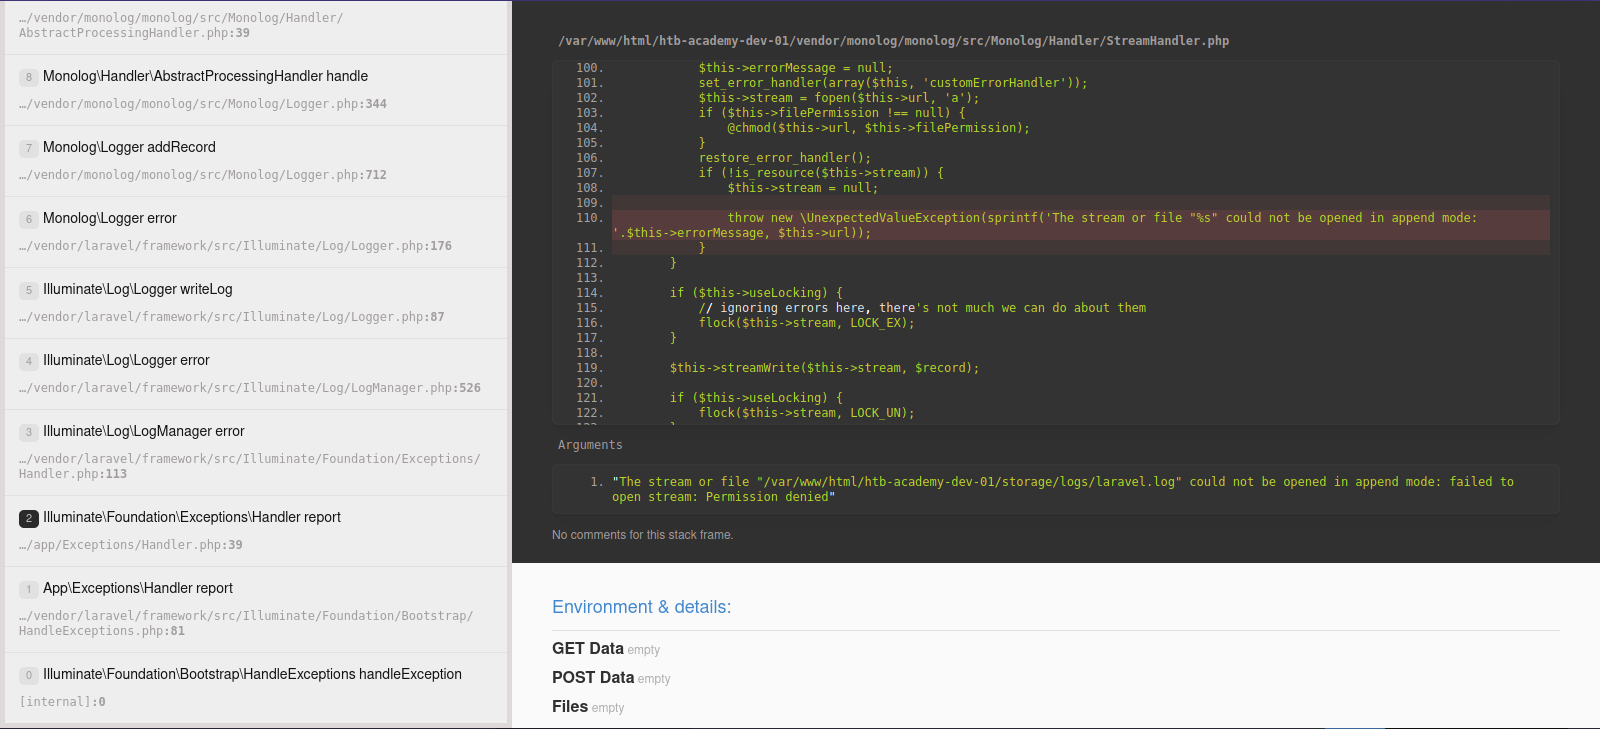 …/vendor/monolog/monolog/src/Monolog/Handler/
AbstractProcessingHandler.php:39
8 Monolog\Handler\AbstractProcessingHandler handle
…/vendor/monolog/monolog/src/Monolog/Logger.php:344
7 Monolog\Logger addRecord
…/vendor/monolog/monolog/src/Monolog/Logger.php:712
6 Monolog\Logger error
…/vendor/laravel/framework/src/Illuminate/Log/Logger.php:176
5 Illuminate\Log\Logger writeLog
…/vendor/laravel/framework/src/Illuminate/Log/Logger.php:87
4 Illuminate\Log\Logger error
…/vendor/laravel/framework/src/Illuminate/Log/LogManager.php:526
3 Illuminate\Log\LogManager error
…/vendor/laravel/framework/src/Illuminate/Foundation/Exceptions/
Handler.php:113
2 Illuminate\Foundation\Exceptions\Handler report
…/app/Exceptions/Handler.php:39
1 App\Exceptions\Handler report
…/vendor/laravel/framework/src/Illuminate/Foundation/Bootstrap/
HandleExceptions.php:81
0 Illuminate\Foundation\Bootstrap\HandleExceptions handleException
[internal]:0
/var/www/html/htb-academy-dev-01/vendor/monolog/monolog/src/Monolog/Handler/StreamHandler.php
100. $this->errorMessage = null;
101. set_error_handler(array($this, 'customErrorHandler'));
102. $this->stream = fopen($this->url, 'a');
103. if ($this->filePermission !== null) {
104. @chmod($this->url, $this->filePermission);
105. }
106. restore_error_handler();
107. if (!is_resource($this->stream)) {
108. $this->stream = null;
109.
110. throw new \UnexpectedValueException(sprintf('The stream or file "%s" could not be opened in append mode:
'.$this->errorMessage, $this->url));
111. }
112. }
113.
114. if ($this->useLocking) {
115. // ignoring errors here, there's not much we can do about them
116. flock($this->stream, LOCK_EX);
117. }
118.
119. $this->streamWrite($this->stream, $record);
120.
121. if ($this->useLocking) {
122. flock($this->stream, LOCK_UN);
Arguments
1. "The stream or file "/var/www/html/htb-academy-dev-01/storage/logs/laravel.log" could not be opened in append mode: failed to
open stream: Permission denied"
No comments for this stack frame.
Environment & details:
GET Data empty
POST Data empty
Files empty